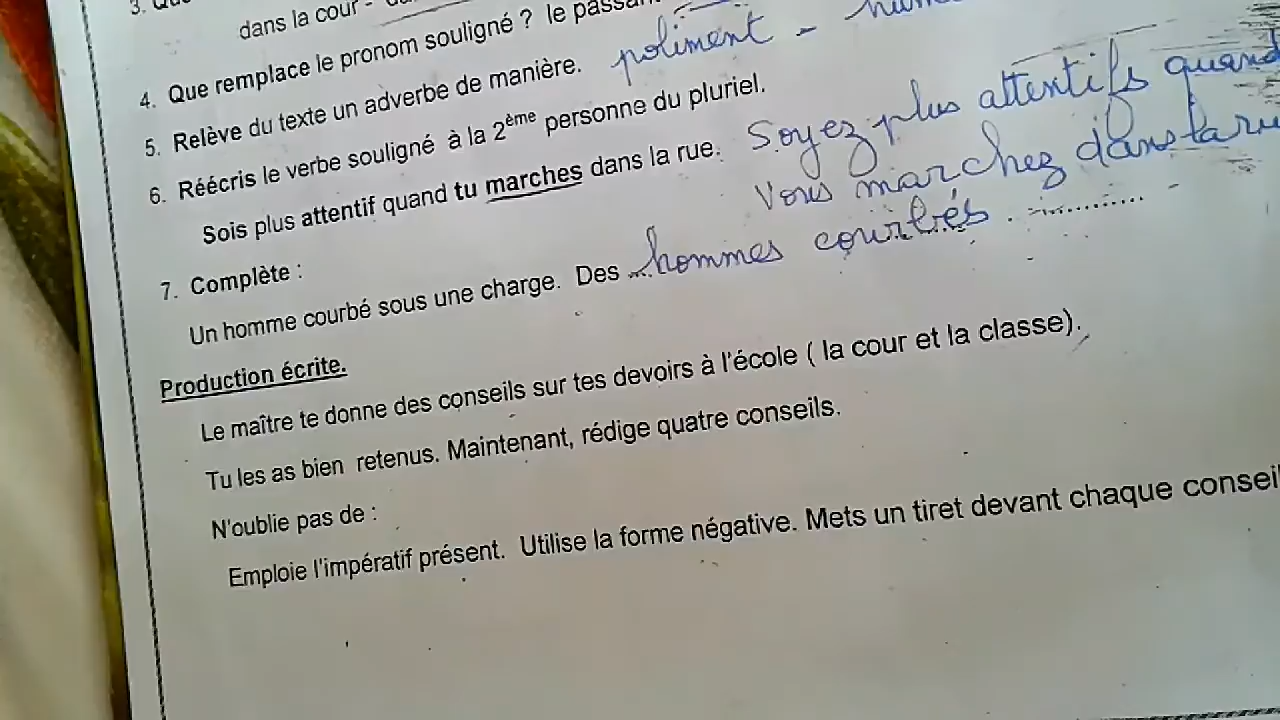 3.
dans la cour -
4. Que remplace le pronom souligné ? le passant
5. Relève du texte un adverbe de manière. poliment -
6. Réécris le verbe souligné à la 2ème personne du pluriel.
Sois plus attentif quand tu marches dans la rue. Soyez plus attentifs quand
vous marchez dans la rue
7. Complète :
Un homme courbé sous une charge. Des ...hommes courbés. ............
Production écrite.
Le maître te donne des conseils sur tes devoirs à l'école ( la cour et la classe).
Tu les as bien retenus. Maintenant, rédige quatre conseils.
N'oublie pas de :
Emploie l'impératif présent. Utilise la forme négative. Mets un tiret devant chaque conseil